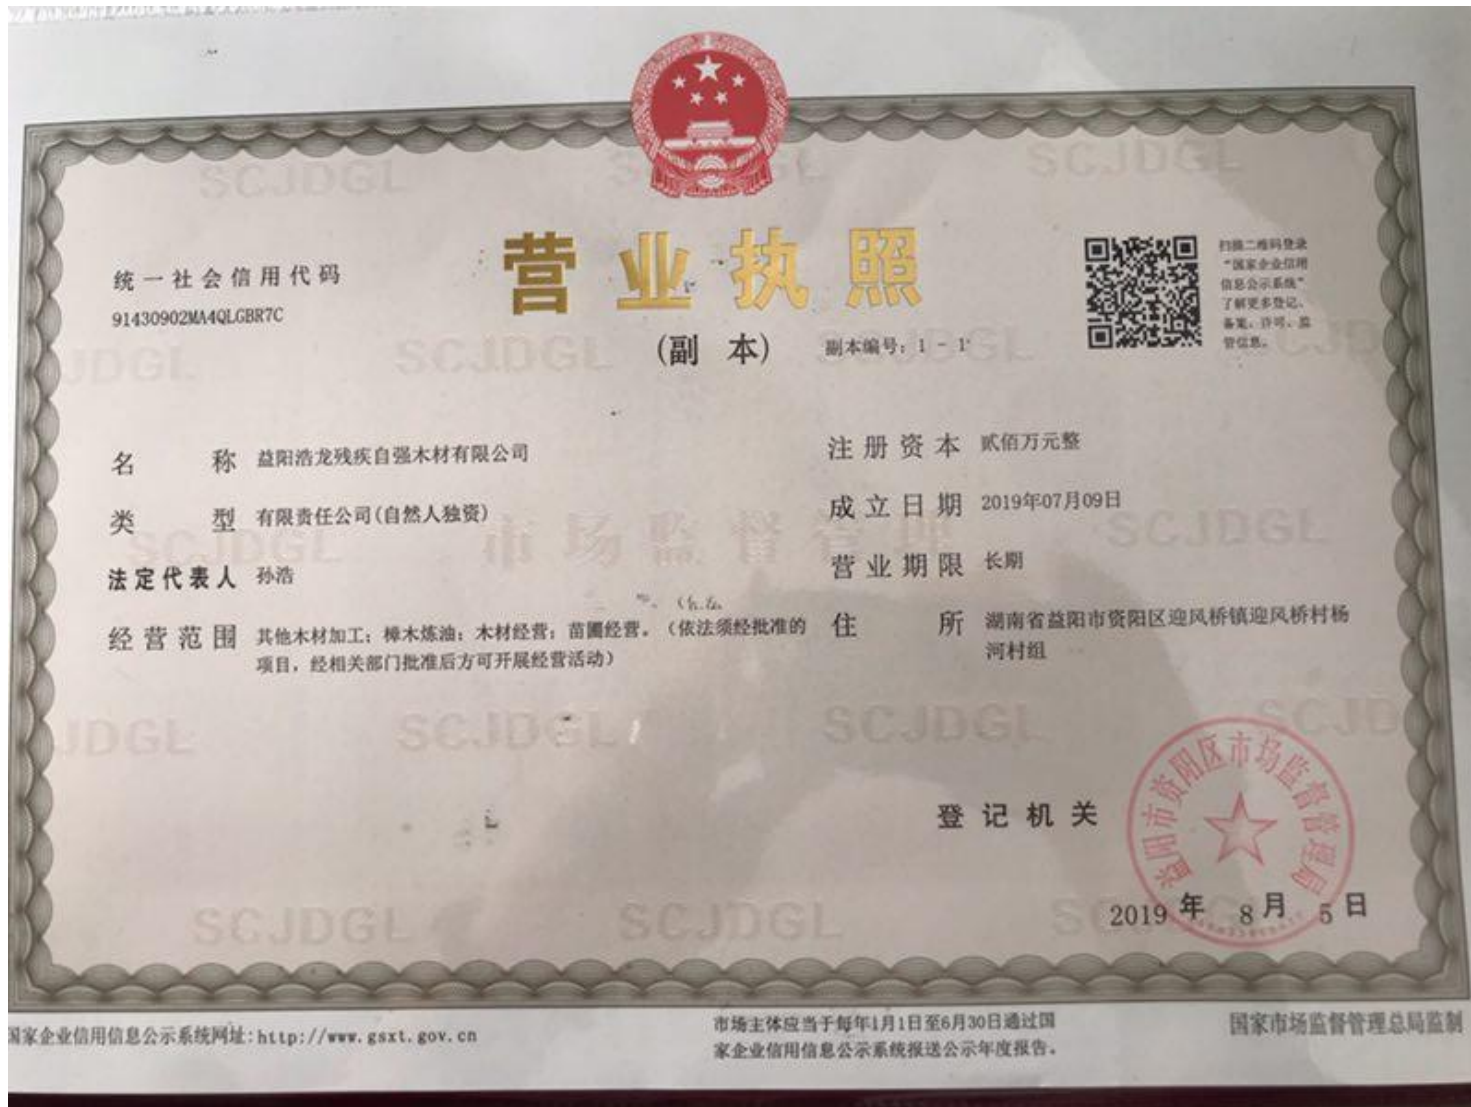 营业执照
(副 本)
副本编号：1 - 1
统一社会信用代码
91430902MA4QLGBR7C
扫描二维码登录
“国家企业信用
信息公示系统”
了解更多登记、
备案、许可、监
管信息。
名 称 益阳浩龙残疾自强木材有限公司
类 型 有限责任公司(自然人独资)
法定代表人 孙浩
经营范围 其他木材加工；樟木炼油；木材经营；苗圃经营。（依法须经批准的
项目，经相关部门批准后方可开展经营活动）
注册资本 贰佰万元整
成立日期 2019年07月09日
营业期限 长期
住 所 湖南省益阳市资阳区迎风桥镇迎风桥村杨
河村组
SCJDGL
市场监督管理
登记机关
益阳市资阳区市场监督管理局
2019 年 8 月 5 日
国家企业信用信息公示系统网址：http://www.gsxt.gov.cn
市场主体应当于每年1月1日至6月30日通过国
家企业信用信息公示系统报送公示年度报告。
国家市场监督管理总局监制